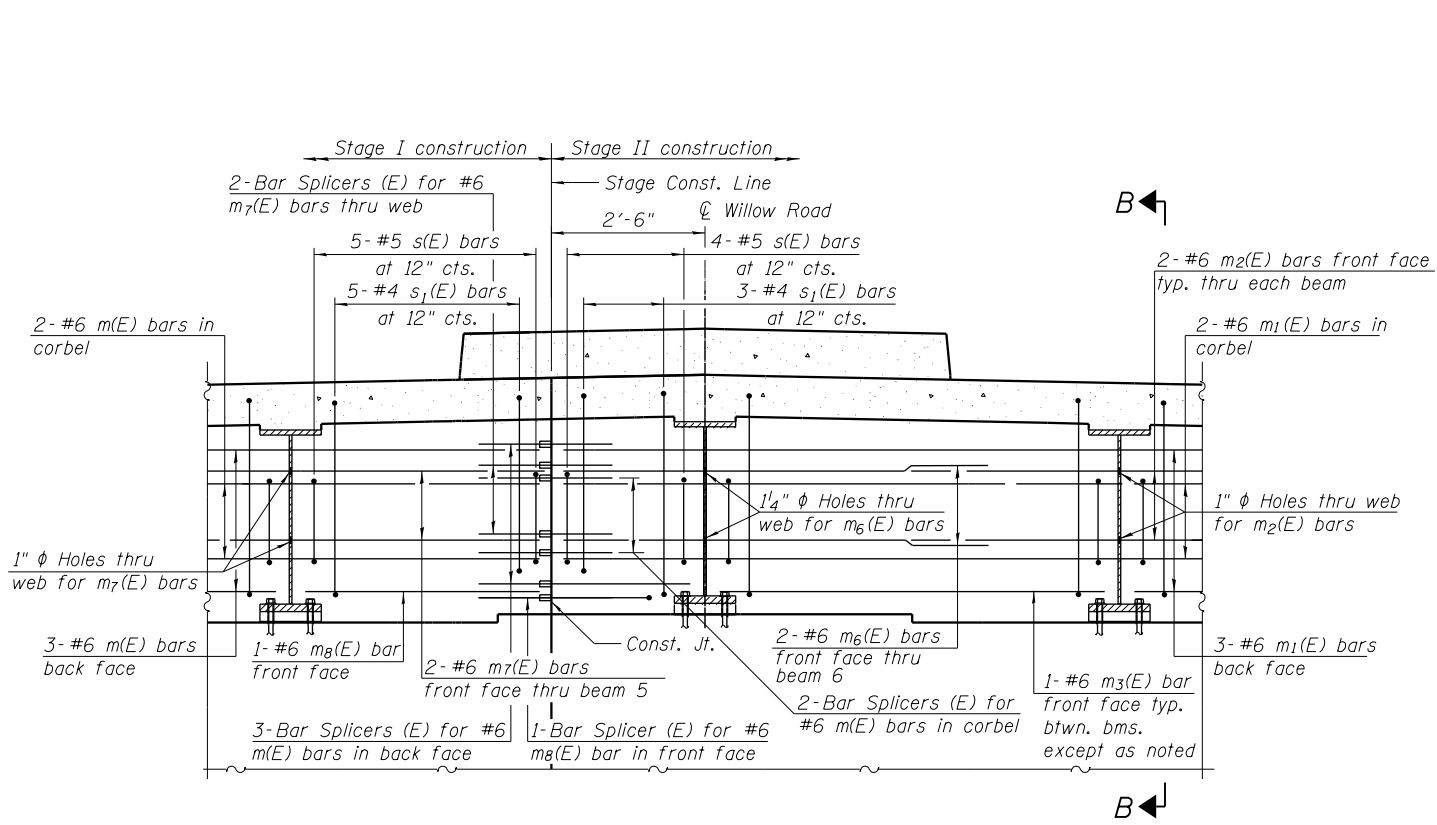 Stage I construction
Stage II construction
2-Bar Splicers (E) for #6
m7(E) bars thru web
Stage Const. Line
℄ Willow Road
B
2'-6"
5-#5 s(E) bars
at 12" cts.
4-#5 s(E) bars
at 12" cts.
2-#6 m2(E) bars front face
typ. thru each beam
5-#4 s1(E) bars
at 12" cts.
3-#4 s1(E) bars
at 12" cts.
2-#6 m(E) bars in
corbel
2-#6 m1(E) bars in
corbel
1¼" ϕ Holes thru
web for m6(E) bars
1" ϕ Holes thru web
for m2(E) bars
1" ϕ Holes thru
web for m7(E) bars
3-#6 m(E) bars
back face
1-#6 m8(E) bar
front face
Const. Jt.
2-#6 m7(E) bars
front face thru beam 5
2-#6 m6(E) bars
front face thru
beam 6
3-#6 m1(E) bars
back face
1-#6 m3(E) bar
front face typ.
btwn. bms.
except as noted
2-Bar Splicers (E) for
#6 m(E) bars in corbel
3-Bar Splicers (E) for #6
m(E) bars in back face
1-Bar Splicer (E) for #6
m8(E) bar in front face
B